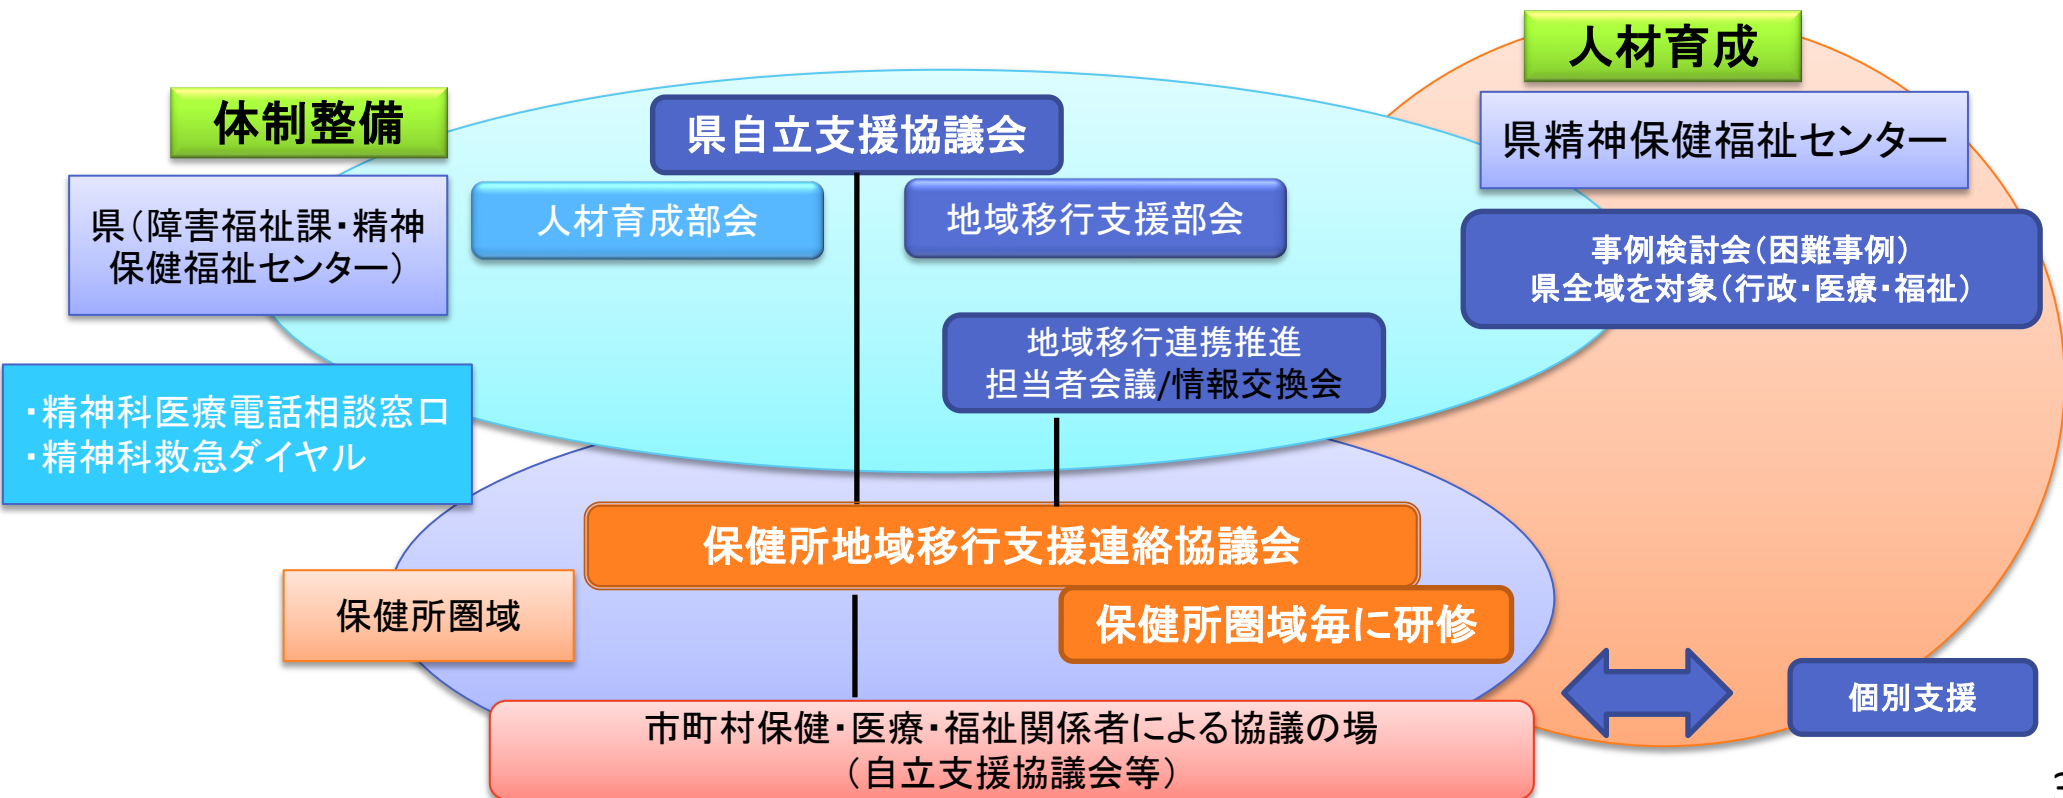 人材育成
体制整備
県自立支援協議会
県精神保健福祉センター
県（障害福祉課・精神
保健福祉センター）
人材育成部会
地域移行支援部会
事例検討会（困難事例）
県全域を対象（行政・医療・福祉）
地域移行連携推進
担当者会議/情報交換会
・精神科医療電話相談窓口
・精神科救急ダイヤル
保健所地域移行支援連絡協議会
保健所圏域
保健所圏域毎に研修
個別支援
市町村保健・医療・福祉関係者による協議の場
（自立支援協議会等）